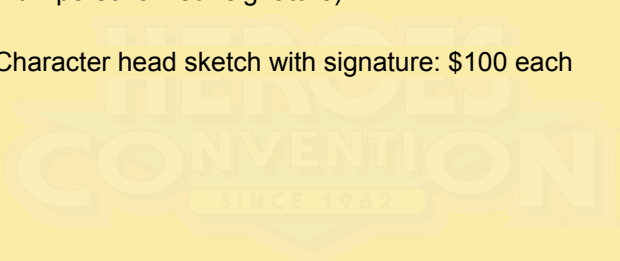 Character head sketch with signature: $100 each
HEROES
CONVENTION
SINCE 1982